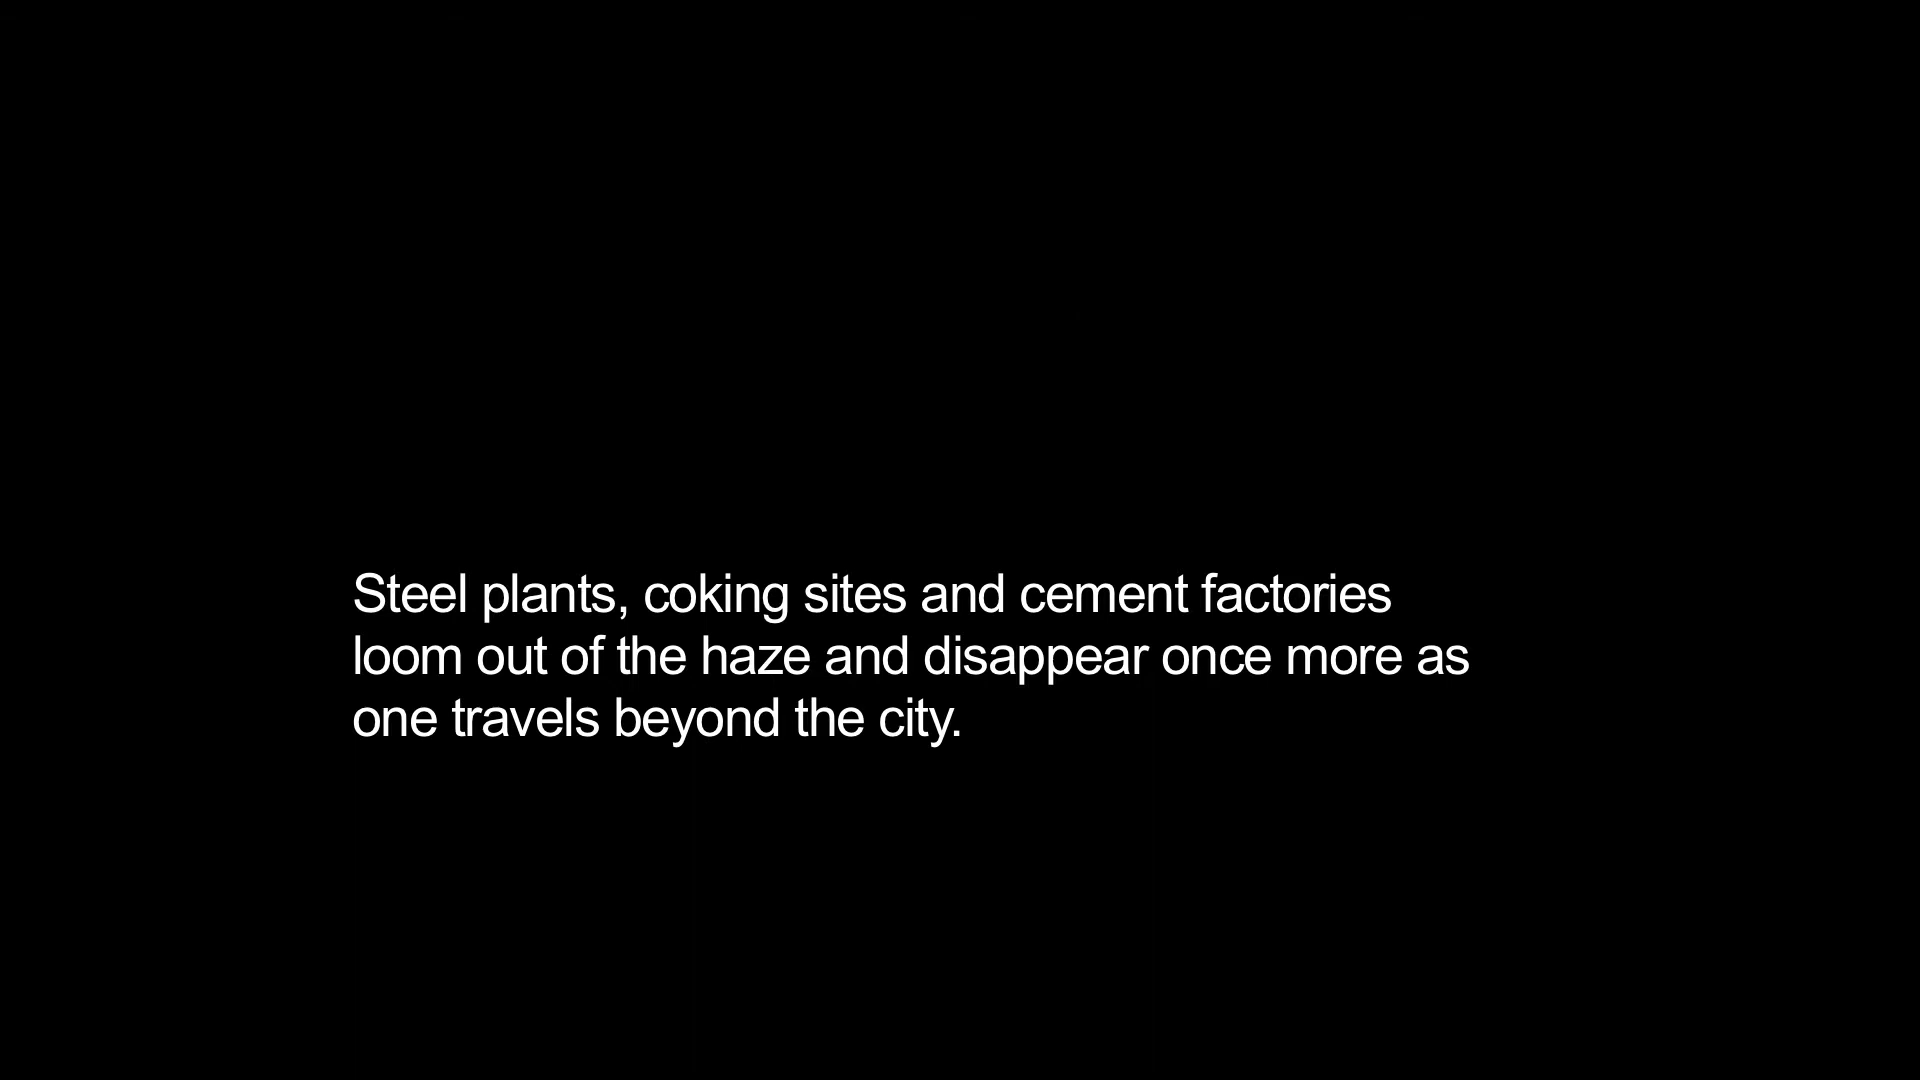 Steel plants, coking sites and cement factories
loom out of the haze and disappear once more as
one travels beyond the city.